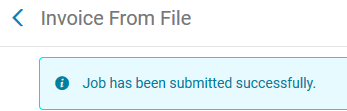 Invoice From File
Job has been submitted successfully.